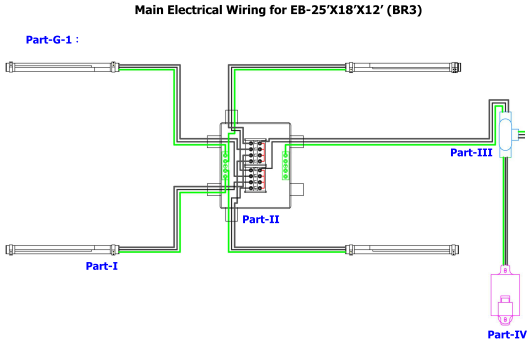 Main Electrical Wiring for EB-25’X18’X12’ (BR3)
Part-G-1：
Part-III
Part-II
Part-I
Part-IV